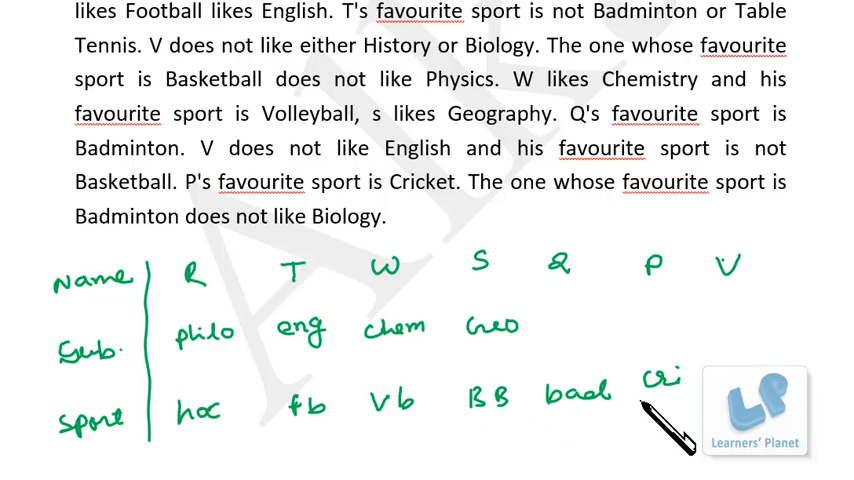 likes Football likes English. T's favourite sport is not Badminton or Table
Tennis. V does not like either History or Biology. The one whose favourite
sport is Basketball does not like Physics. W likes Chemistry and his
favourite sport is Volleyball, s likes Geography. Q's favourite sport is
Badminton. V does not like English and his favourite sport is not
Basketball. P's favourite sport is Cricket. The one whose favourite sport is
Badminton does not like Biology.
Name R T W S Q P V
Sub. philo eng chem Geo
Sport hoc fb Vb BB bad cri
LP
Learners' Planet